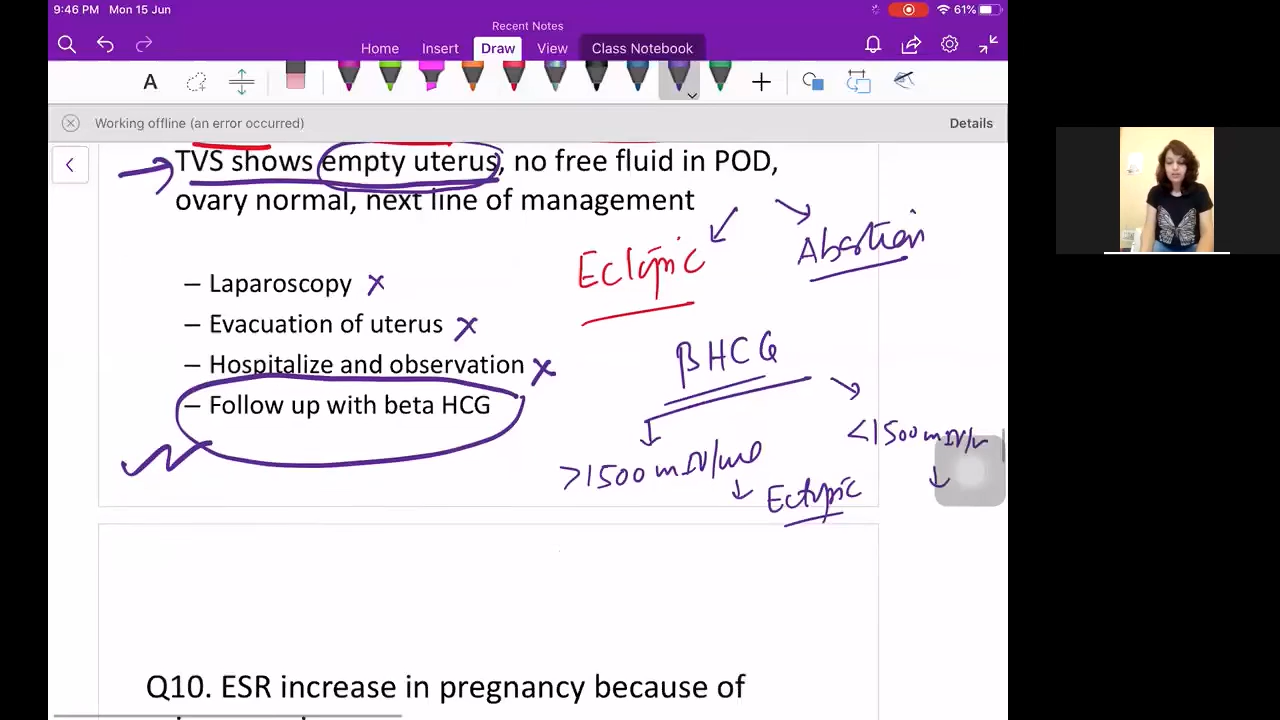 9:46 PM Mon 15 Jun
61%
Recent Notes
Home Insert Draw View Class Notebook
A
Working offline (an error occurred)
Details
TVS shows empty uterus, no free fluid in POD,
ovary normal, next line of management
Ectopic
Abortion
– Laparoscopy x
– Evacuation of uterus x
– Hospitalize and observation x
– Follow up with beta HCG
βHCG
>1500 mIU/ml
<1500 mIU/
Ectopic
Q10. ESR increase in pregnancy because of